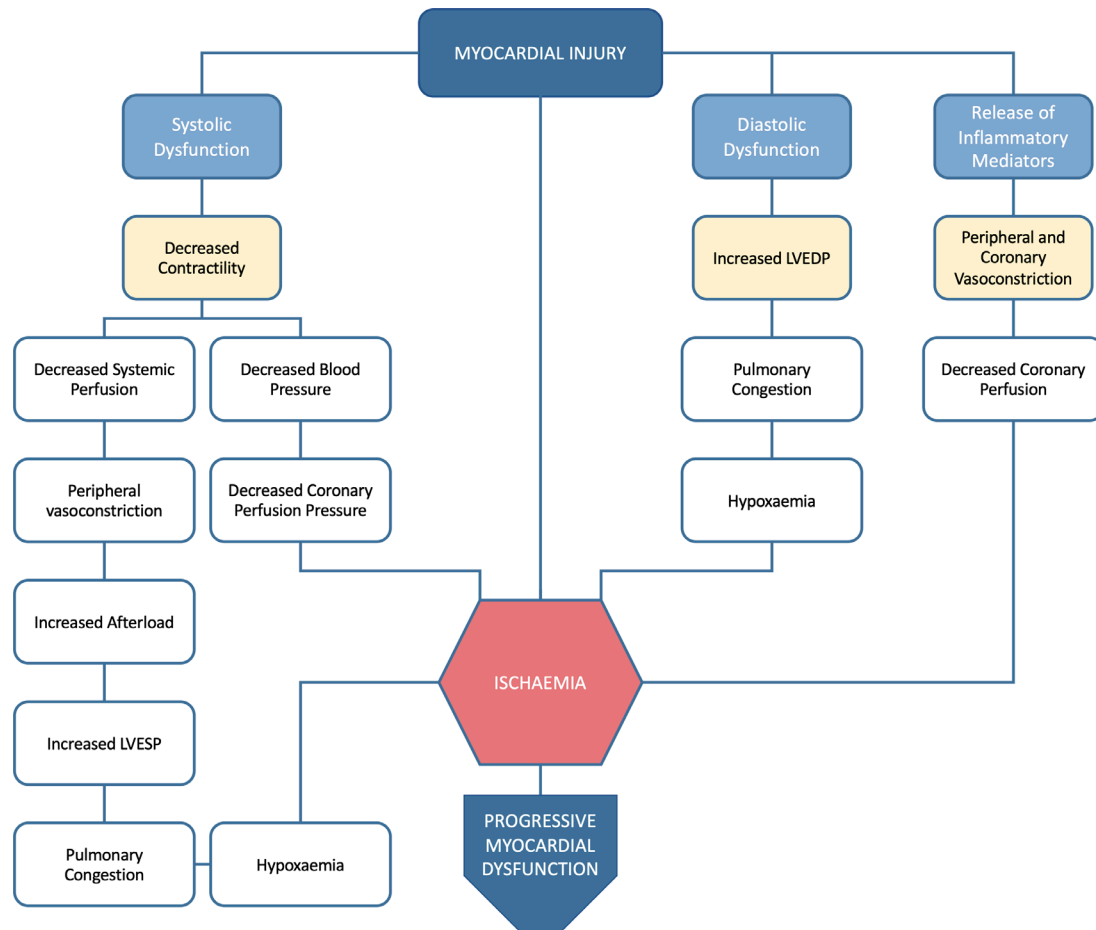 MYOCARDIAL INJURY
Systolic
Dysfunction
Diastolic
Dysfunction
Release of
Inflammatory
Mediators
Decreased
Contractility
Increased LVEDP
Peripheral and
Coronary
Vasoconstriction
Decreased Systemic
Perfusion
Decreased Blood
Pressure
Pulmonary
Congestion
Decreased Coronary
Perfusion
Peripheral
vasoconstriction
Decreased Coronary
Perfusion Pressure
Hypoxaemia
Increased Afterload
ISCHAEMIA
Increased LVESP
Pulmonary
Congestion
Hypoxaemia
PROGRESSIVE
MYOCARDIAL
DYSFUNCTION